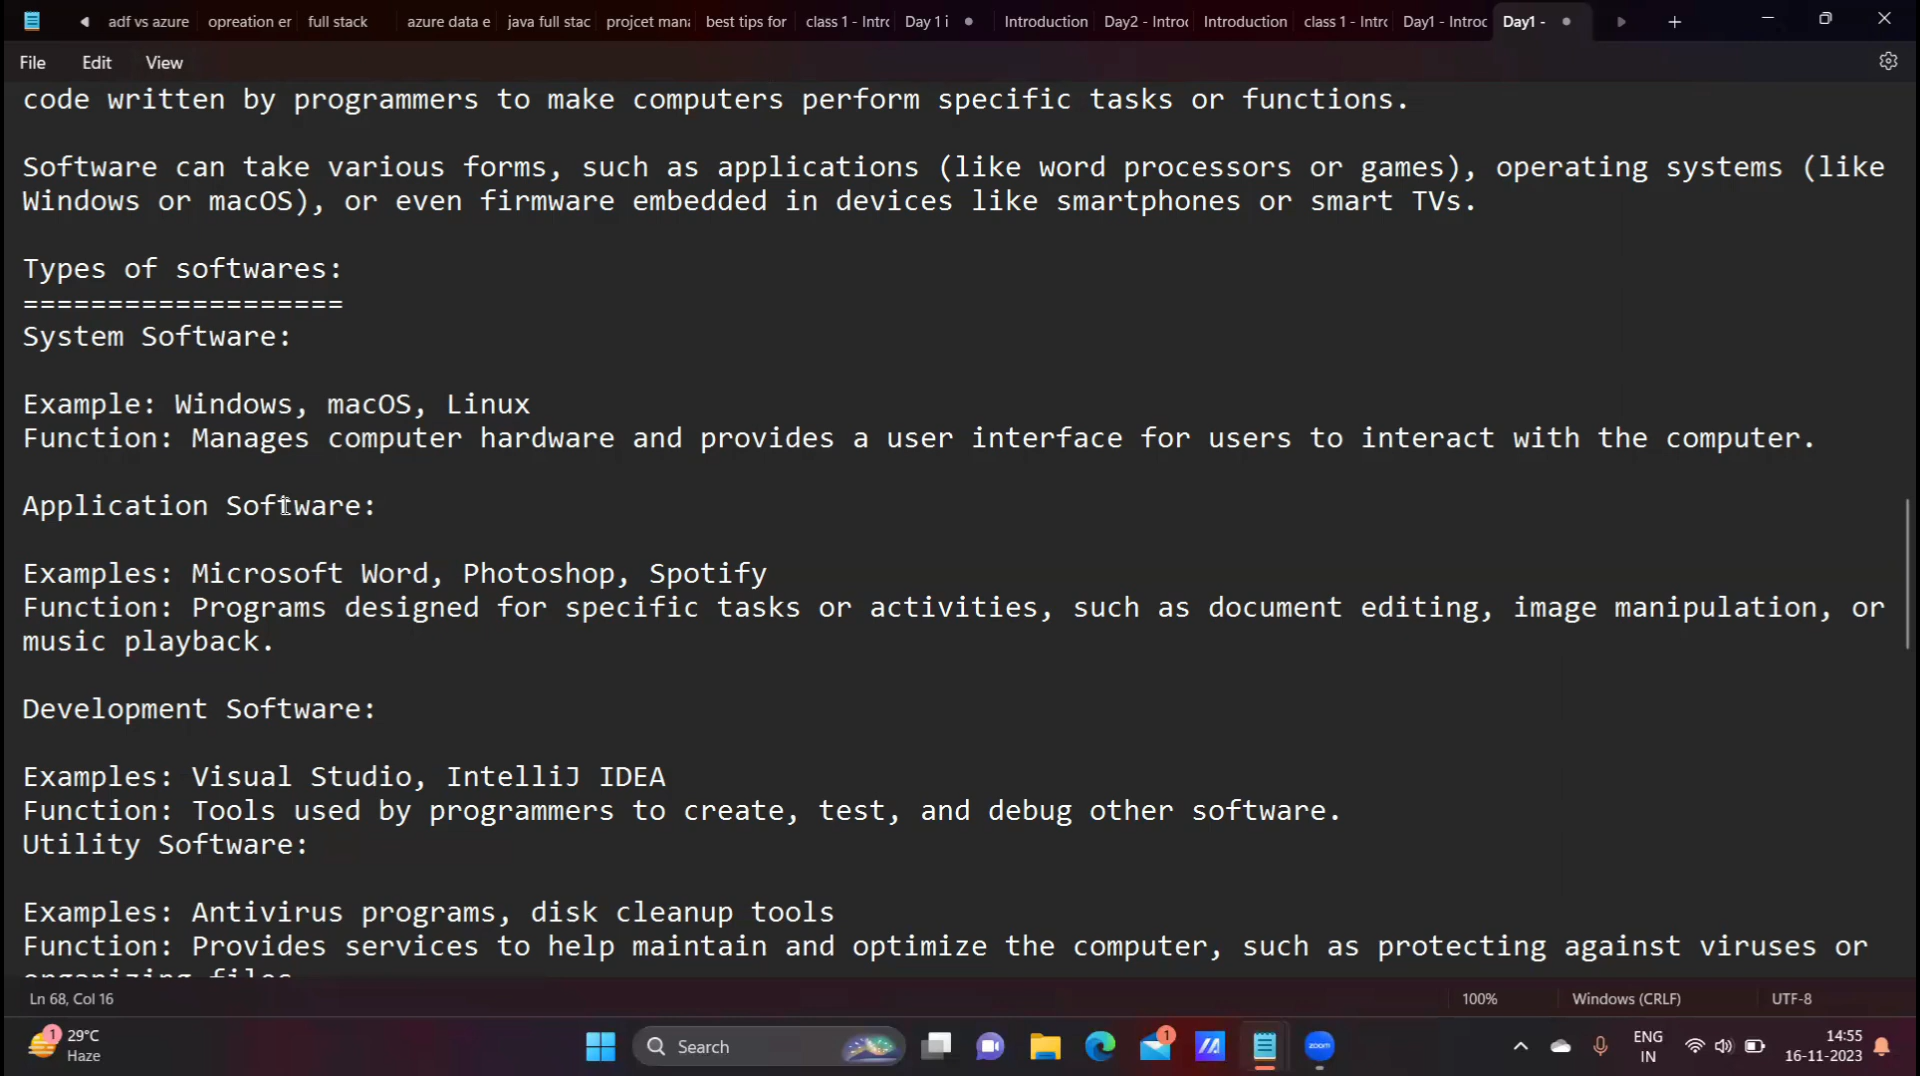 adf vs azure opreation er full stack azure data e java full stac projcet mana best tips for class 1 - Intro Day 1 i Introduction Day2 - Introc Introduction class 1 - Intro Day1 - Introc Day1 -
File Edit View
code written by programmers to make computers perform specific tasks or functions.
Software can take various forms, such as applications (like word processors or games), operating systems (like
Windows or macOS), or even firmware embedded in devices like smartphones or smart TVs.
Types of softwares:
===================
System Software:
Example: Windows, macOS, Linux
Function: Manages computer hardware and provides a user interface for users to interact with the computer.
Application Software:
Examples: Microsoft Word, Photoshop, Spotify
Function: Programs designed for specific tasks or activities, such as document editing, image manipulation, or
music playback.
Development Software:
Examples: Visual Studio, IntelliJ IDEA
Function: Tools used by programmers to create, test, and debug other software.
Utility Software:
Examples: Antivirus programs, disk cleanup tools
Function: Provides services to help maintain and optimize the computer, such as protecting against viruses or
organizing files
Ln 68, Col 16 100% Windows (CRLF) UTF-8
1 29°C Search 1 zoom ENG 14:55
Haze IN 16-11-2023